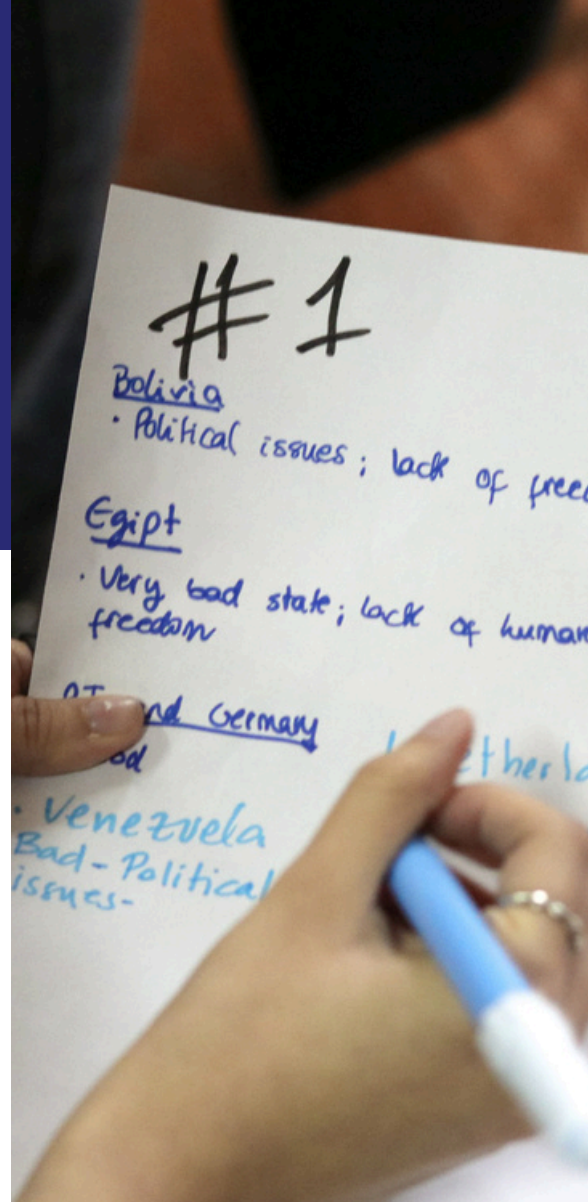 #1
Bolivia
· Political issues; lack of
Egipt
· Very bad state; lack of human
freedom
Germany
· Venezuela
Bad - Political
issues-